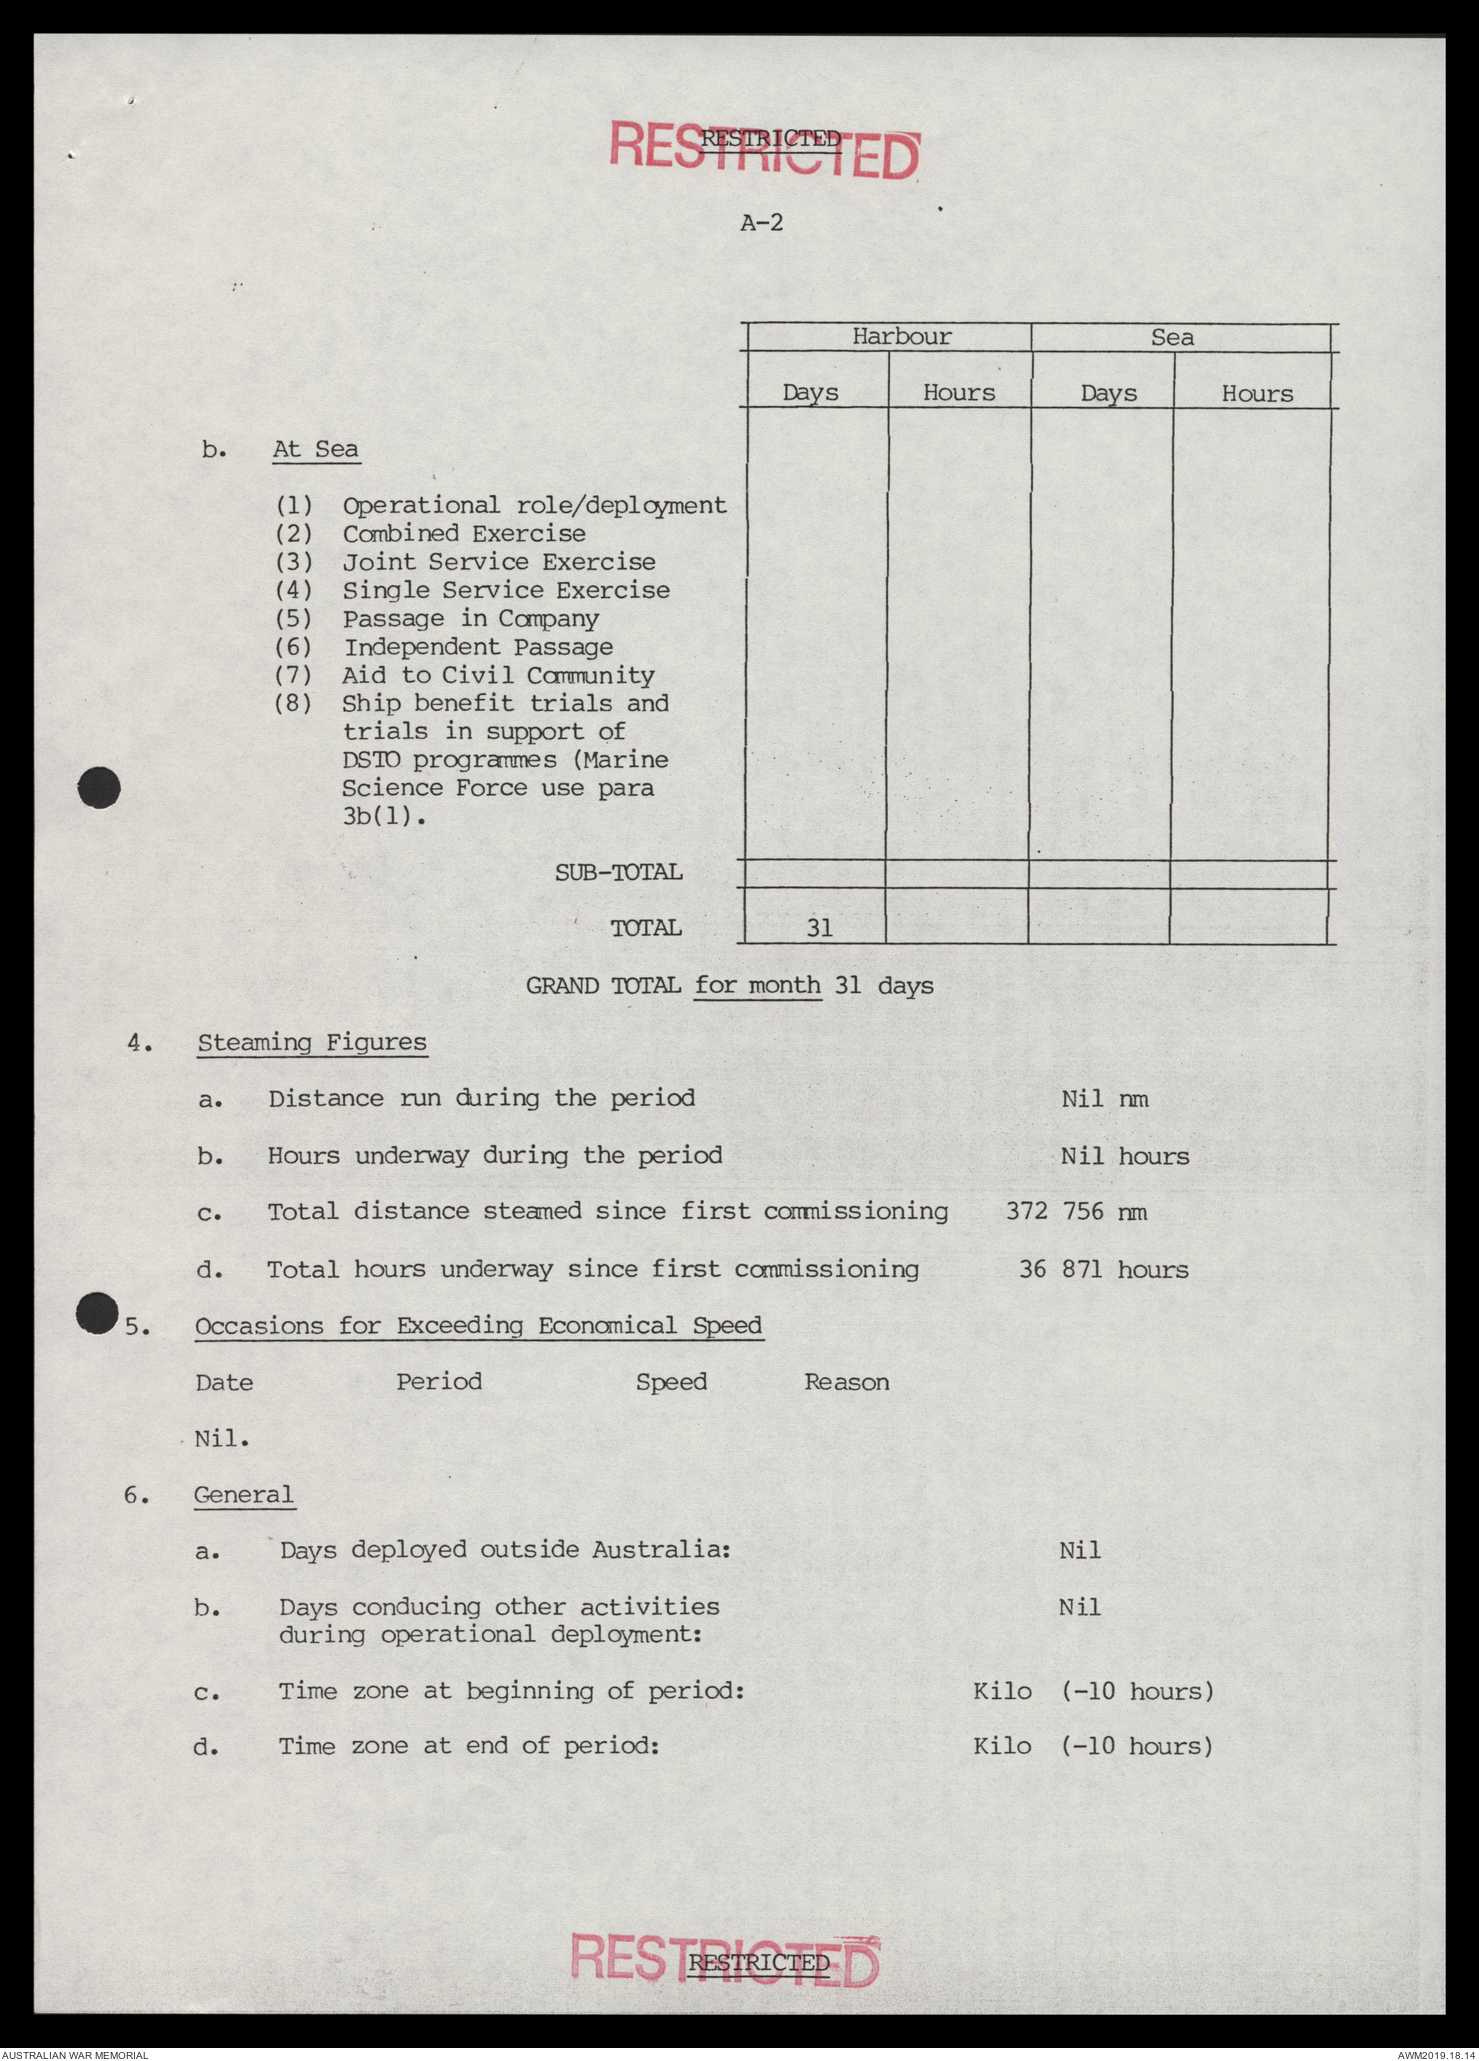 RESTRICTED
RESTRICTED
A-2
Harbour Sea
Days Hours Days Hours
b. At Sea
(1) Operational role/deployment
(2) Combined Exercise
(3) Joint Service Exercise
(4) Single Service Exercise
(5) Passage in Company
(6) Independent Passage
(7) Aid to Civil Community
(8) Ship benefit trials and
trials in support of
DSTO programmes (Marine
Science Force use para
3b(1).
SUB-TOTAL
TOTAL 31
GRAND TOTAL for month 31 days
4. Steaming Figures
a. Distance run during the period Nil nm
b. Hours underway during the period Nil hours
c. Total distance steamed since first commissioning 372 756 nm
d. Total hours underway since first commissioning 36 871 hours
5. Occasions for Exceeding Economical Speed
Date Period Speed Reason
Nil.
6. General
a. Days deployed outside Australia: Nil
b. Days conducing other activities Nil
during operational deployment:
c. Time zone at beginning of period: Kilo (-10 hours)
d. Time zone at end of period: Kilo (-10 hours)
RESTRICTED
RESTRICTED
AUSTRALIAN WAR MEMORIAL AWM2019.18.14